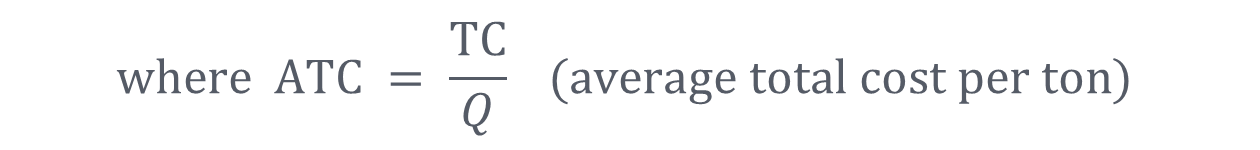 where ATC = TC/Q (average total cost per ton)